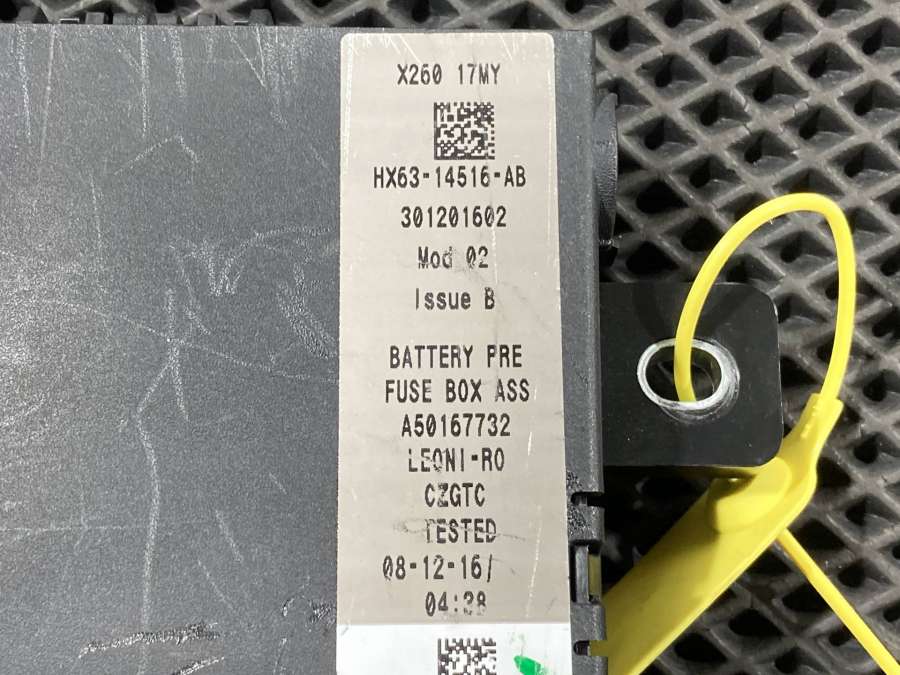 X260 17MY
HX63-14516-AB
301201602
Mod 02
Issue B
BATTERY PRE
FUSE BOX ASS
A50167732
LEONI-RO
CZGTC
TESTED
08-12-16/
04:38